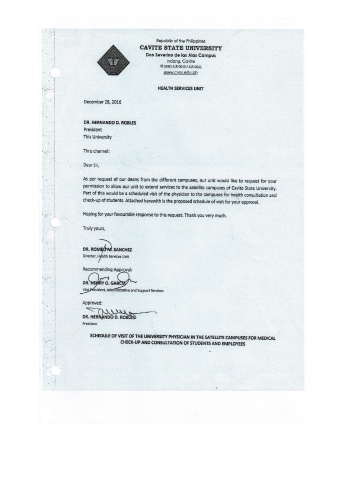 Republic of the Philippines
CAVITE STATE UNIVERSITY
Don Severino de las Alas Campus
Indang, Cavite
www.cvsu.edu.ph
HEALTH SERVICES UNIT
December 28, 2016
DR. HERNANDO D. ROBLES
President
This University
Thru channel:
Dear Sir,
As per request of our deans from the different campuses, our unit would like to request for your
permission to allow our unit to extend services to the satellite campuses of Cavite State University.
Part of this would be a scheduled visit of the physician to the campuses for health consultation and
check-up of students. Attached herewith is the proposed schedule of visit for your approval.
Hoping for your favourable response to this request. Thank you very much.
Truly yours,
DR. ROMEO M. SANCHEZ
Director, Health Services Unit
Recommending Approval:
DR. HENRY O. GARCIA
Vice President, Administrative and Support Services
Approved:
DR. HERNANDO D. ROBLES
President
SCHEDULE OF VISIT OF THE UNIVERSITY PHYSICIAN IN THE SATELLITE CAMPUSES FOR MEDICAL
CHECK-UP AND CONSULTATION OF STUDENTS AND EMPLOYEES